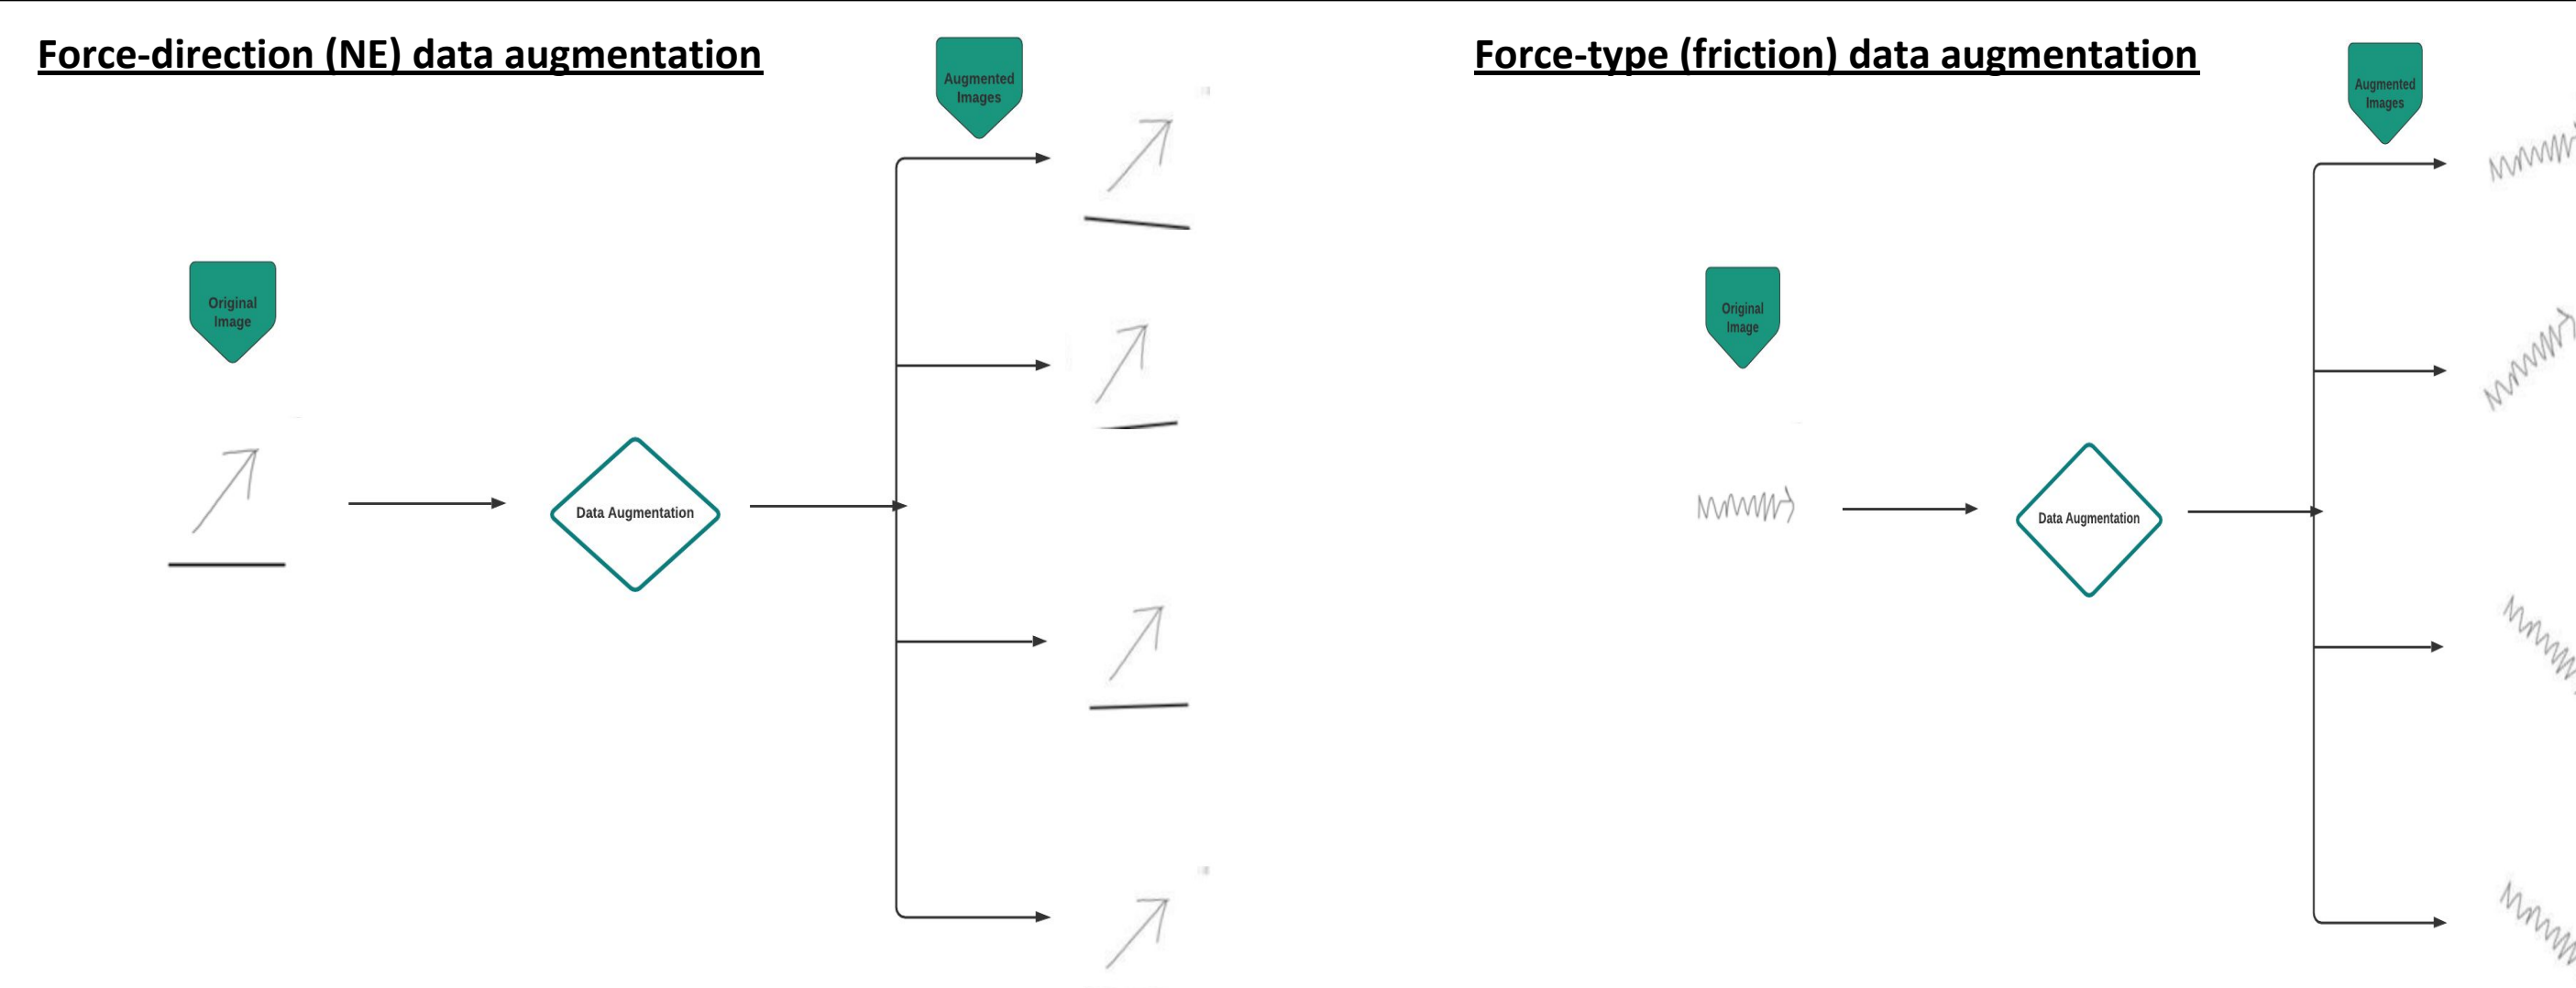 Force-direction (NE) data augmentation
Augmented
Images
Original
Image
Data Augmentation
Force-type (friction) data augmentation
Augmented
Images
Original
Image
Data Augmentation